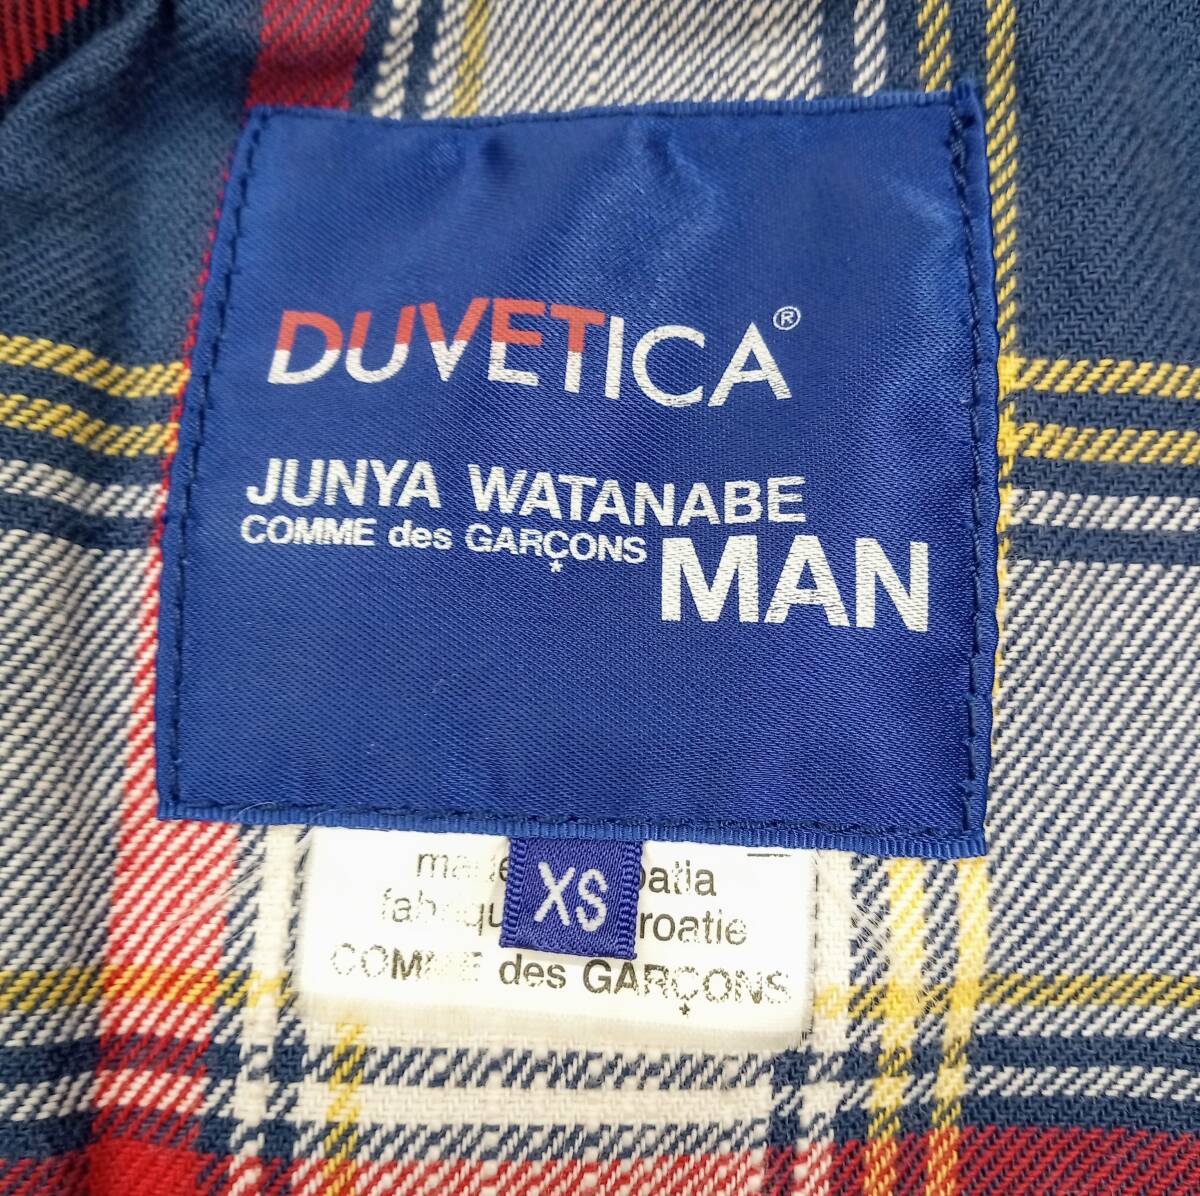 DUVETICA®
JUNYA WATANABE
COMME des GARÇONS
MAN
XS
COMME des GARÇONS